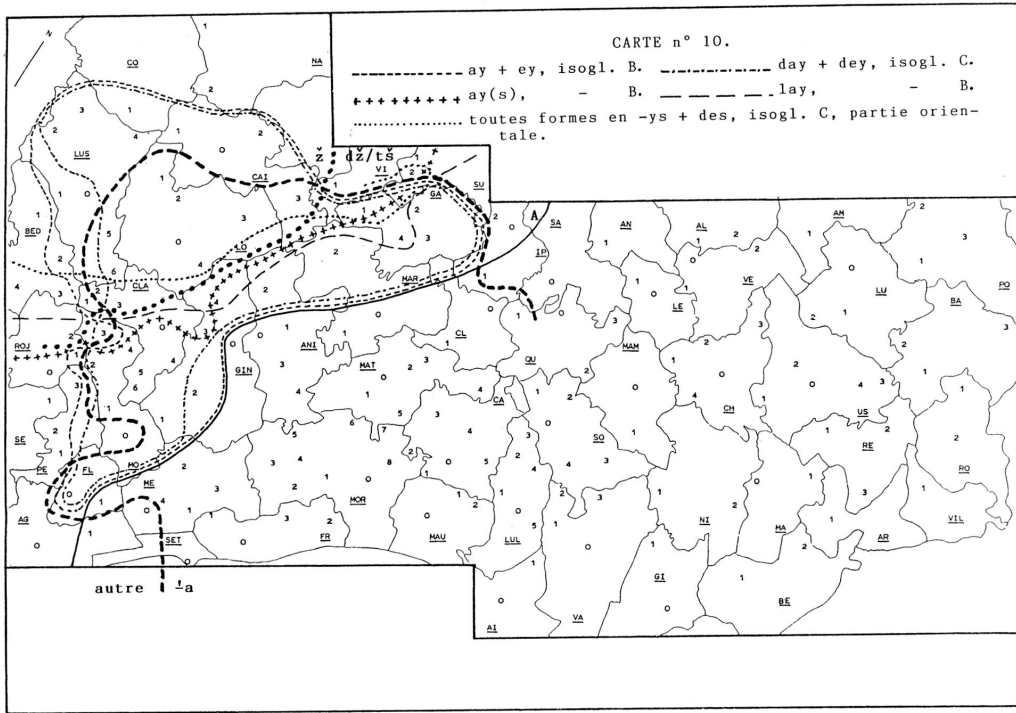 CARTE n° 10.
ay + ey, isogl. B.
day + dey, isogl. C.
ay(s), - B.
lay, - B.
toutes formes en -ys + des, isogl. C, partie orien-
tale.
N
CO
NA
LUS
CAI
ž dž/tš
VI
GA
SU
BED
LO
A
SA
AN
AL
AM
IP
CLA
MAR
LE
VE
LU
BA
PO
ROJ
ANI
CL
GIN
MAT
QU
MAM
CA
CH
US
SE
SO
RE
PE
FL
MO
ME
RO
MOR
AG
SET
FR
MAU
LUL
NI
MA
AR
VIL
autre -́a
GI
BE
AI
VA